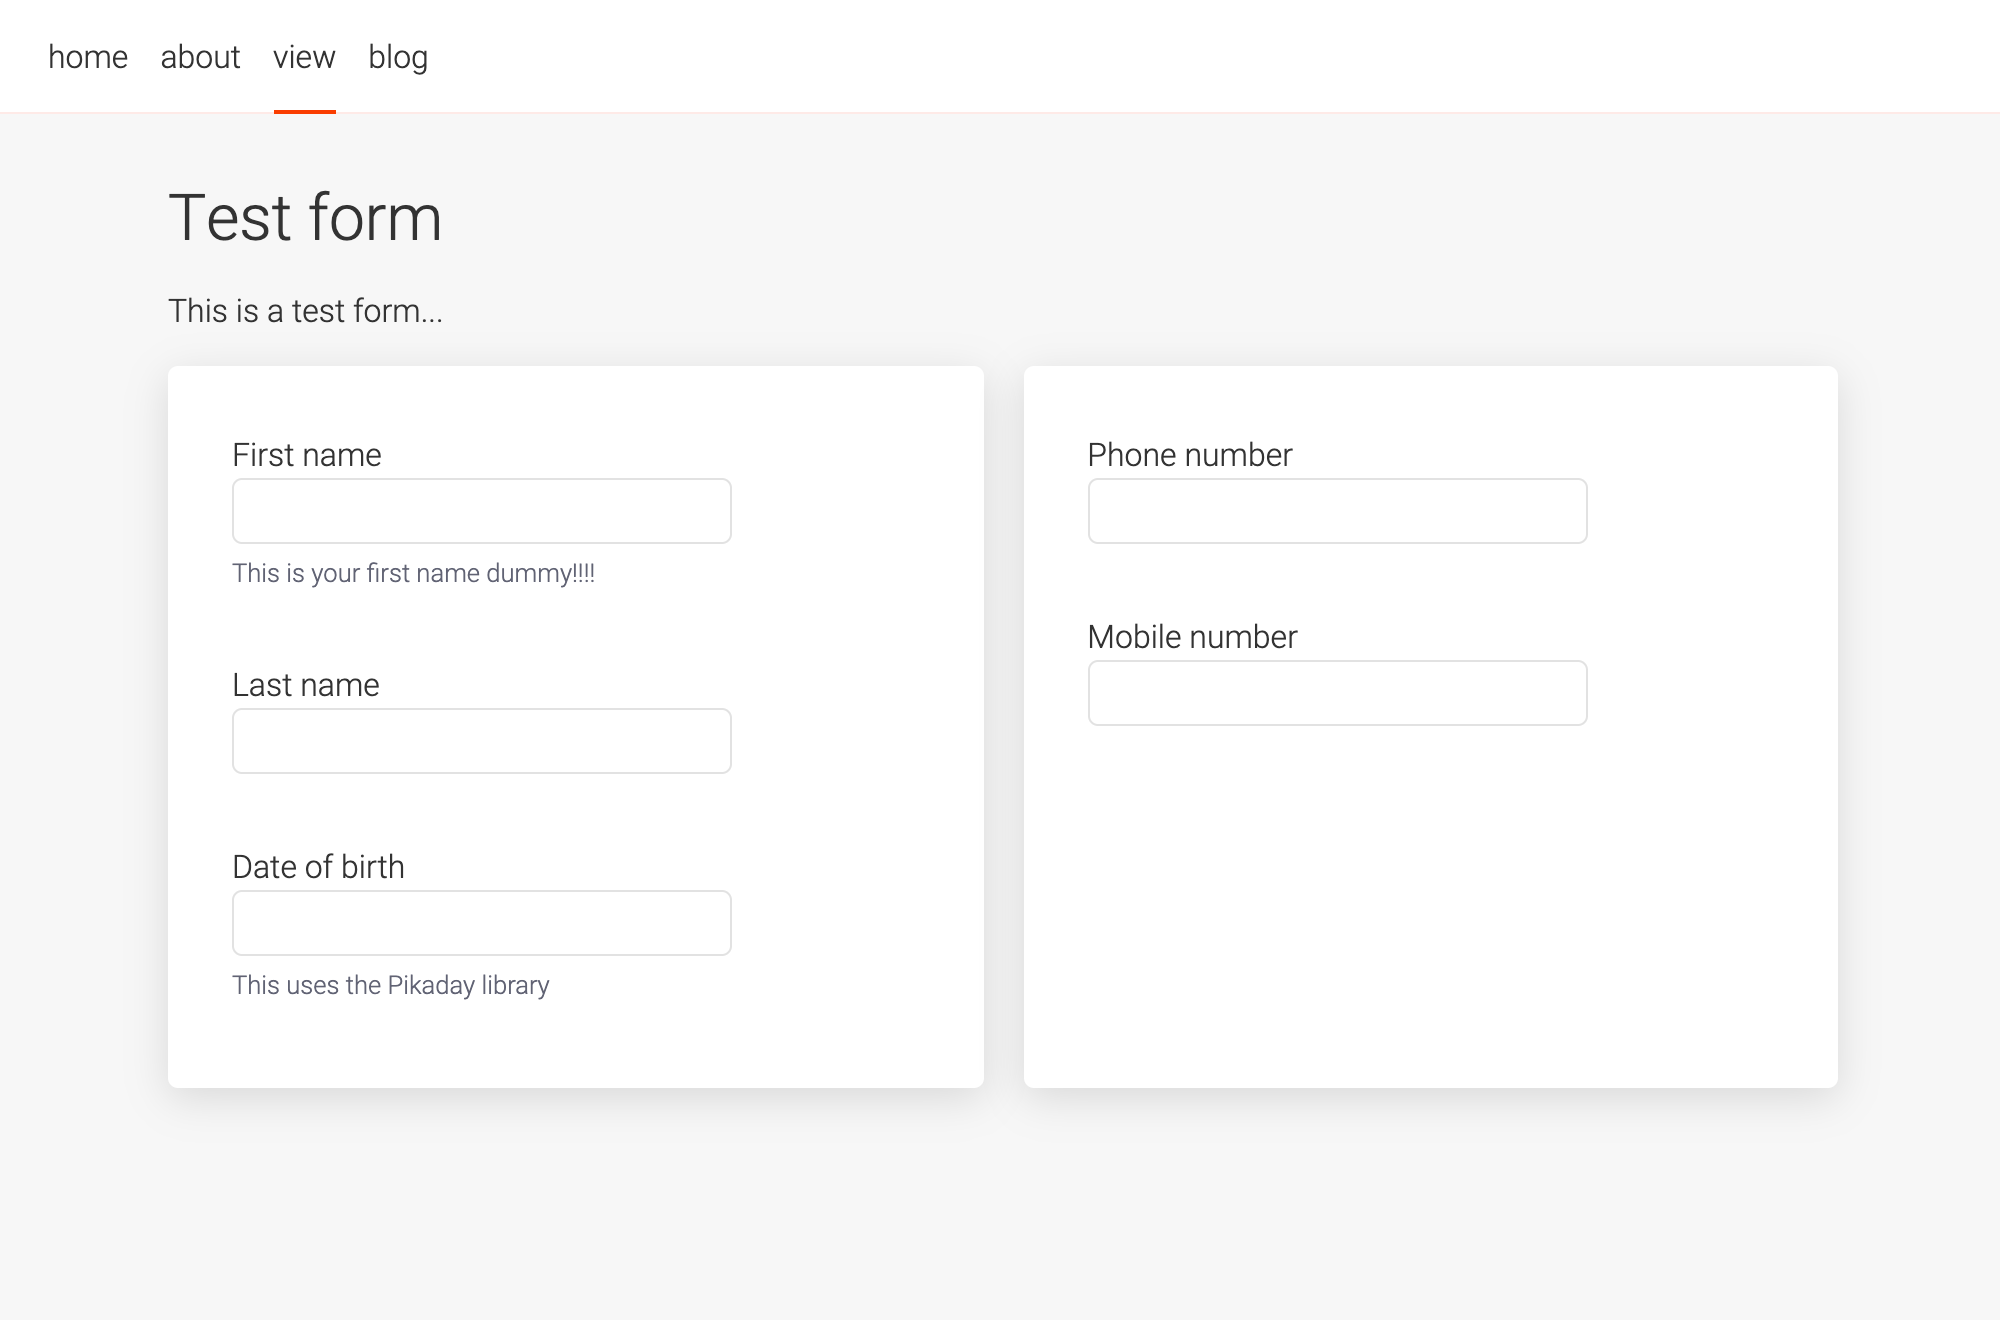 home about view blog
Test form
This is a test form...
First name
This is your first name dummy!!!!
Last name
Date of birth
This uses the Pikaday library
Phone number
Mobile number